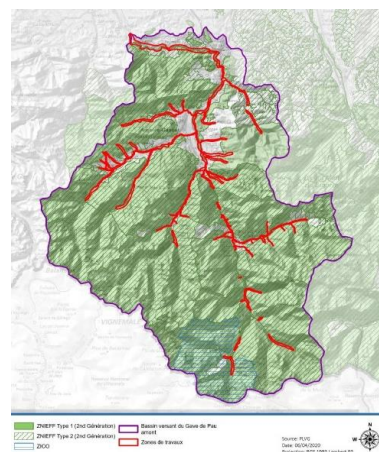 ZNIEFF Type 1 (2nd Génération)
ZNIEFF Type 2 (2nd Génération)
ZICO
Bassin versant du Gave de Pau
amont
Zones de travaux
Source: PLVG
Date: 06/04/2020